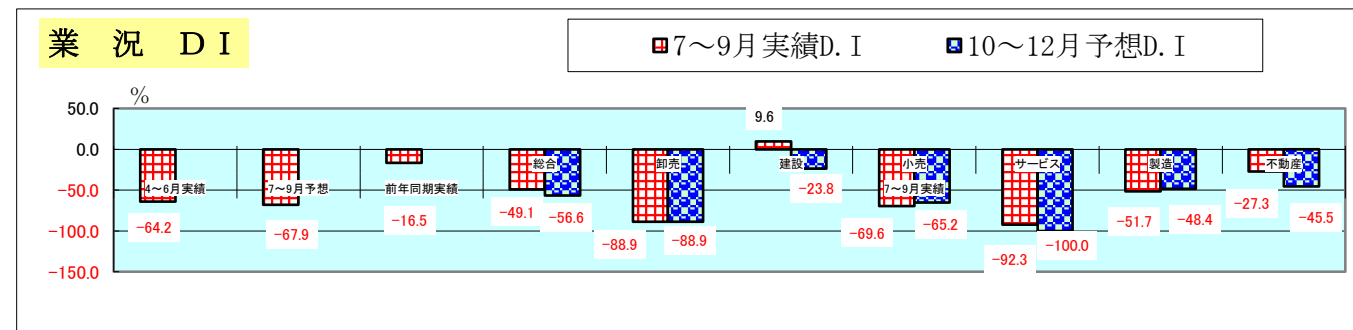 業 況 DI
7～9月実績D.I
10～12月予想D.I
%
50.0
0.0
-50.0
-100.0
-150.0
4～6月実績
7～9月予想
前年同期実績
総合
卸売
建設
小売
7～9月実績
サービス
製造
不動産
-64.2
-67.9
-16.5
-49.1
-56.6
-88.9
-88.9
9.6
-23.8
-69.6
-65.2
-92.3
-100.0
-51.7
-48.4
-27.3
-45.5